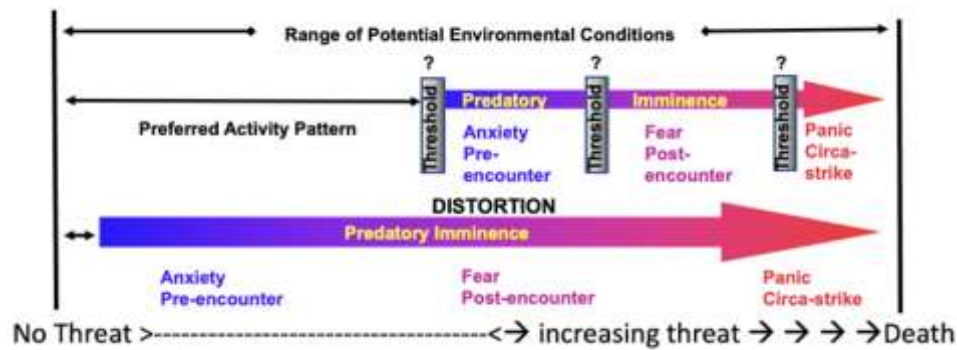 Range of Potential Environmental Conditions
? ? ?
Threshold Predatory Threshold Imminence Threshold
Preferred Activity Pattern
Anxiety Fear Panic
Pre- Post- Circa-
encounter encounter strike
DISTORTION
Predatory Imminence
Anxiety Fear Panic
Pre-encounter Post-encounter Circa-strike
No Threat >----------------------------------<-→ increasing threat → → → →Death